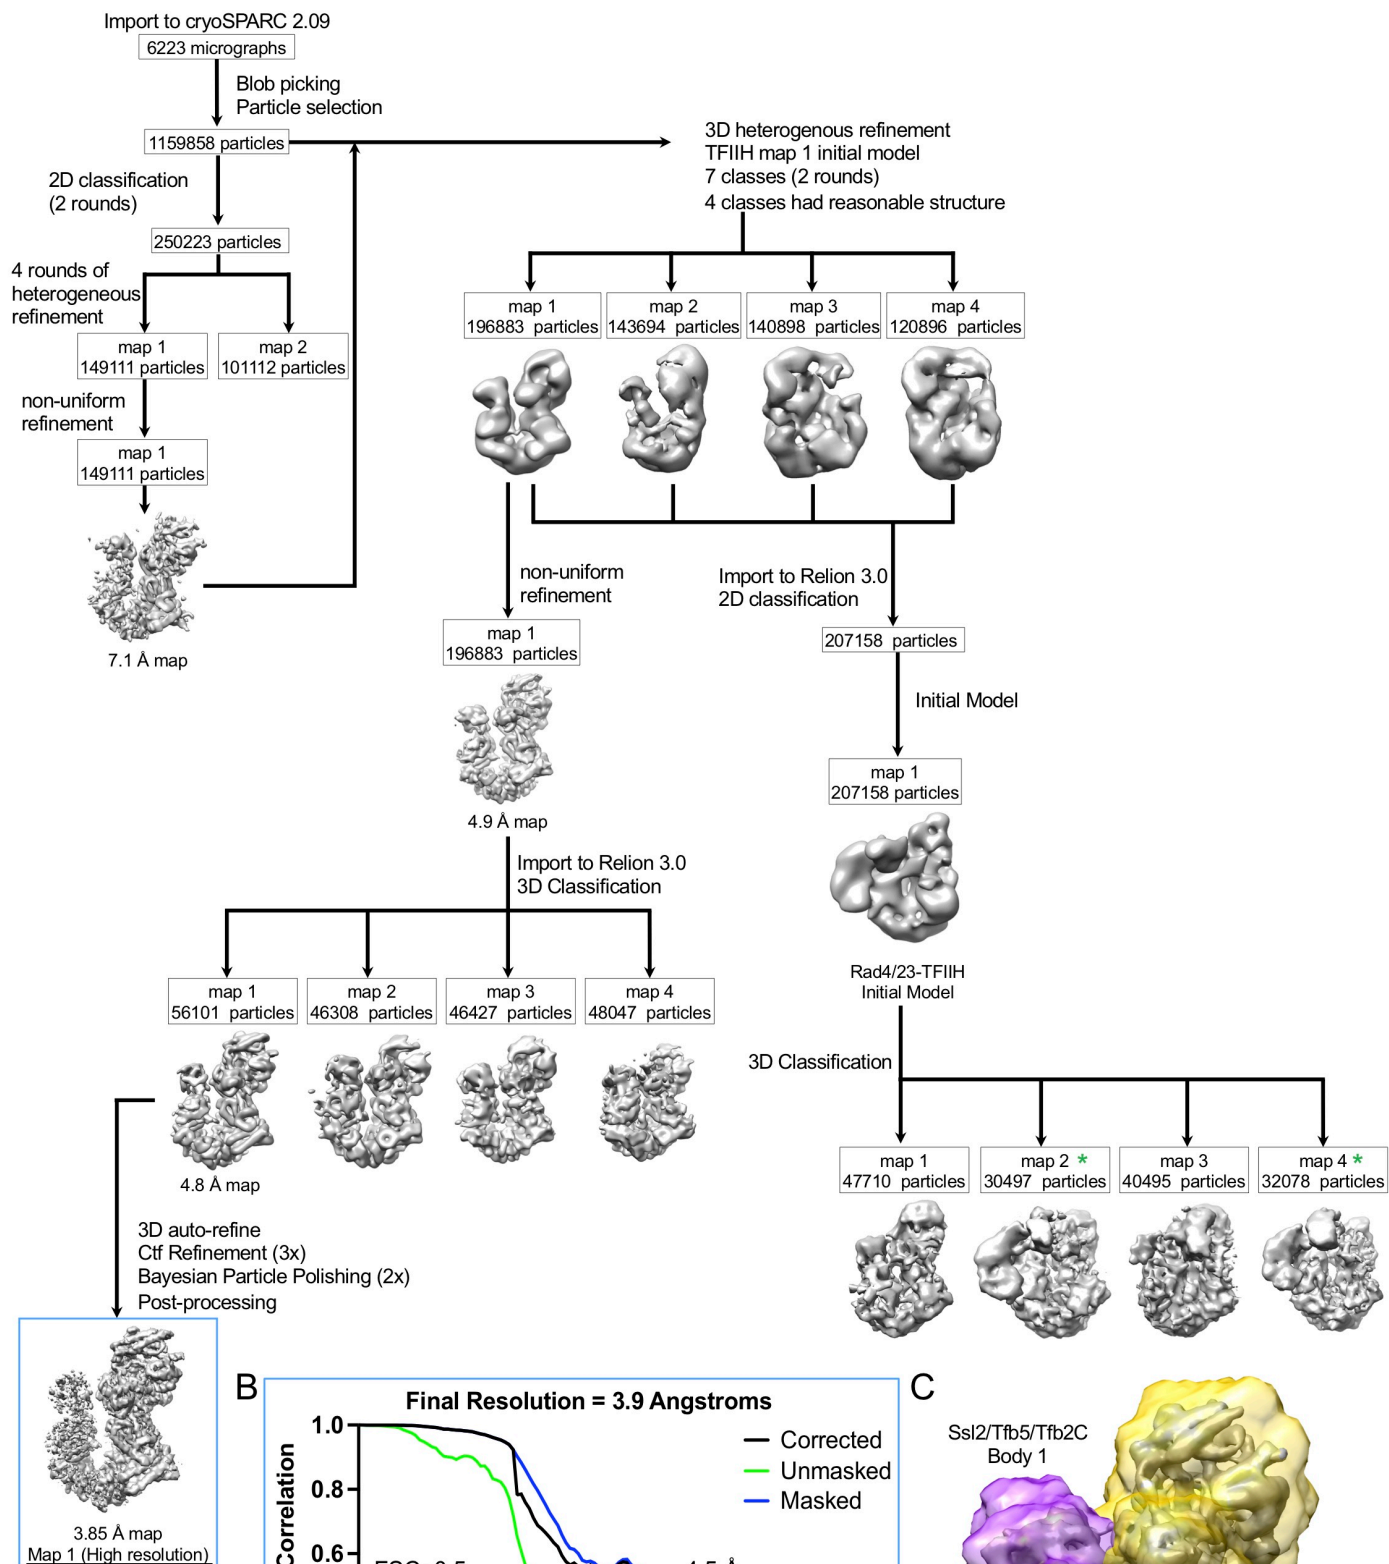 Import to cryoSPARC 2.09
6223 micrographs
Blob picking
Particle selection
1159858 particles
2D classification
(2 rounds)
250223 particles
4 rounds of
heterogeneous
refinement
map 1
149111 particles
map 2
101112 particles
non-uniform
refinement
map 1
149111 particles
7.1 Å map
3D heterogenous refinement
TFIIH map 1 initial model
7 classes (2 rounds)
4 classes had reasonable structure
map 1
196883 particles
map 2
143694 particles
map 3
140898 particles
map 4
120896 particles
non-uniform
refinement
map 1
196883 particles
4.9 Å map
Import to Relion 3.0
2D classification
207158 particles
Initial Model
map 1
207158 particles
Rad4/23-TFIIH
Initial Model
Import to Relion 3.0
3D Classification
map 1
56101 particles
map 2
46308 particles
map 3
46427 particles
map 4
48047 particles
4.8 Å map
3D Classification
map 1
47710 particles
map 2 *
30497 particles
map 3
40495 particles
map 4 *
32078 particles
3D auto-refine
Ctf Refinement (3x)
Bayesian Particle Polishing (2x)
Post-processing
3.85 Å map
Map 1 (High resolution)
B
Final Resolution = 3.9 Angstroms
1.0
0.8
0.6
Correlation
Corrected
Unmasked
Masked
C
Ssl2/Tfb5/Tfb2C
Body 1